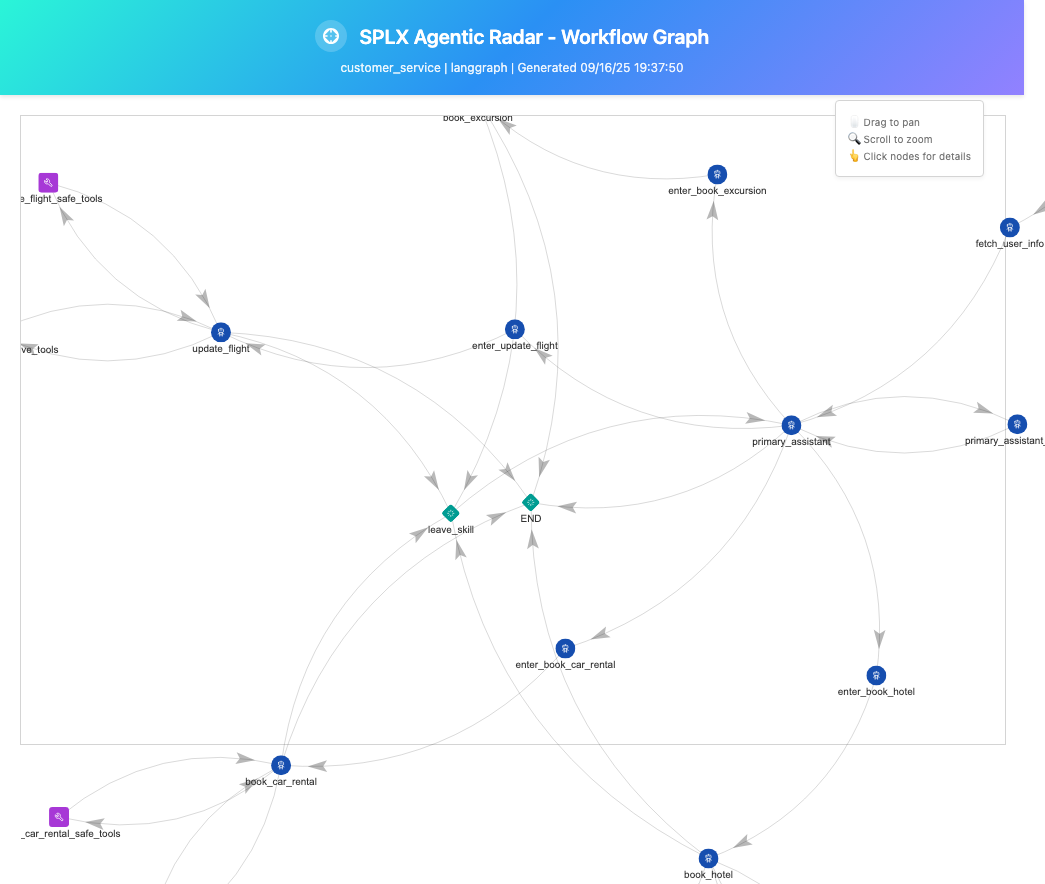 SPLX Agentic Radar - Workflow Graph
customer_service | langgraph | Generated 09/16/25 19:37:50
Drag to pan
Scroll to zoom
Click nodes for details
book_excursion
enter_book_excursion
e_flight_safe_tools
fetch_user_info
update_flight
enter_update_flight
ve_tools
primary_assistant
primary_assistant_
leave_skill
END
enter_book_car_rental
enter_book_hotel
book_car_rental
_car_rental_safe_tools
book_hotel